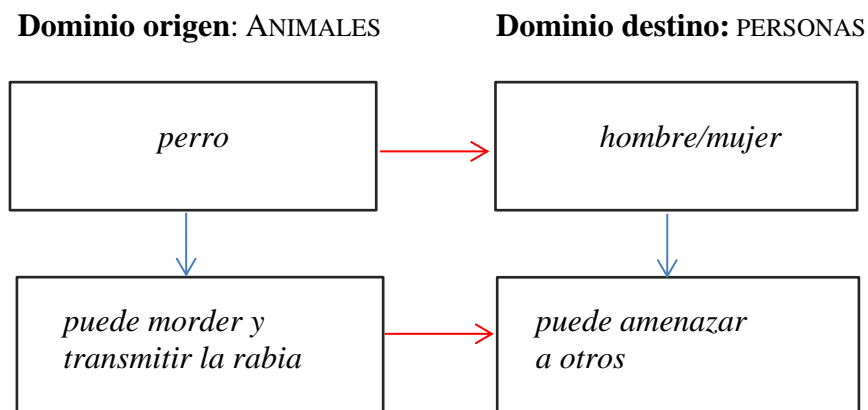 Dominio origen: ANIMALES
Dominio destino: PERSONAS
perro
hombre/mujer
puede morder y
transmitir la rabia
puede amenazar
a otros